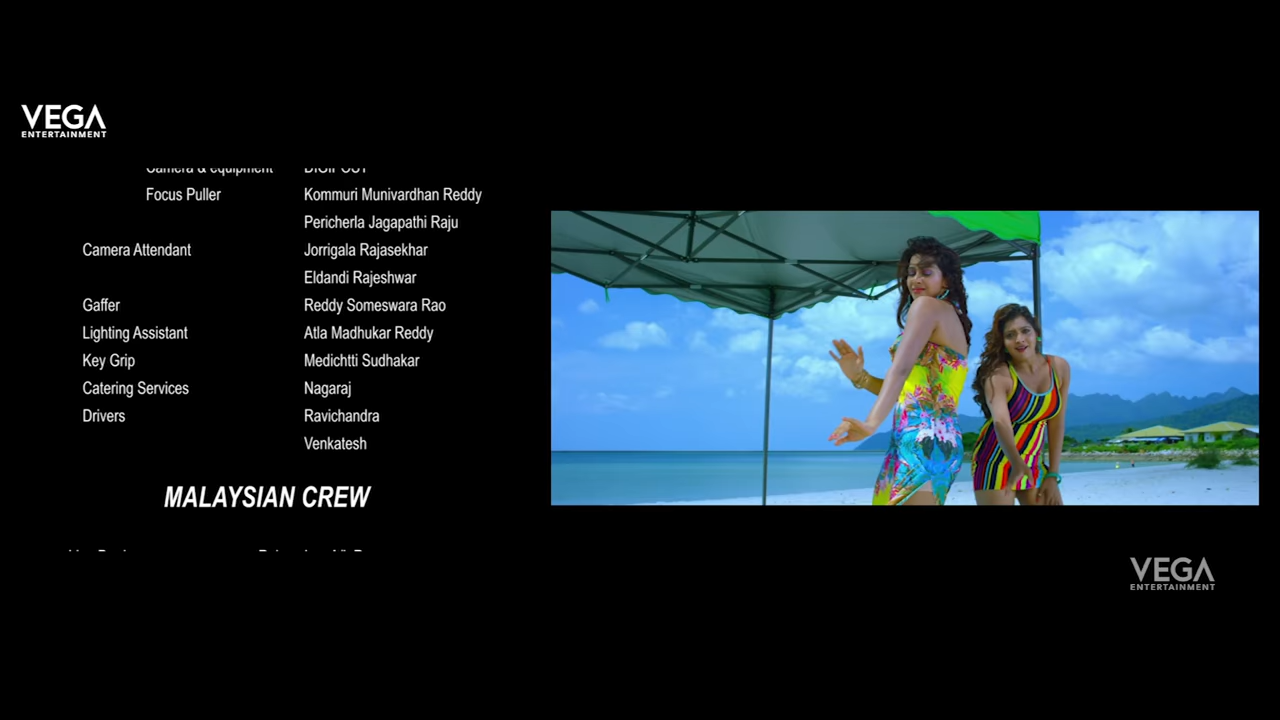 VEGA
ENTERTAINMENT
Camera & equipment
Focus Puller Kommuri Munivardhan Reddy
Pericherla Jagapathi Raju
Camera Attendant Jorrigala Rajasekhar
Eldandi Rajeshwar
Gaffer Reddy Someswara Rao
Lighting Assistant Atla Madhukar Reddy
Key Grip Medichtti Sudhakar
Catering Services Nagaraj
Drivers Ravichandra
Venkatesh
MALAYSIAN CREW
VEGA
ENTERTAINMENT